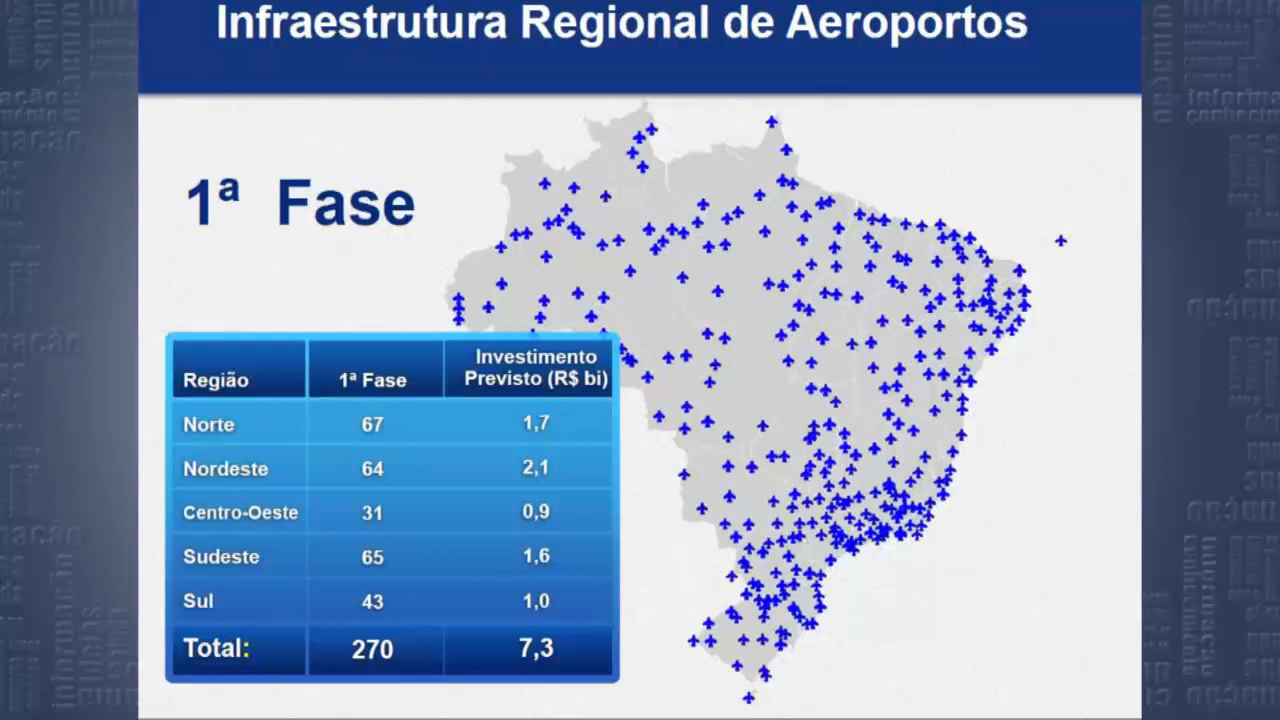 Infraestrutura Regional de Aeroportos
1ª Fase
Região 1ª Fase Investimento Previsto (R$ bi)
Norte 67 1,7
Nordeste 64 2,1
Centro-Oeste 31 0,9
Sudeste 65 1,6
Sul 43 1,0
Total: 270 7,3